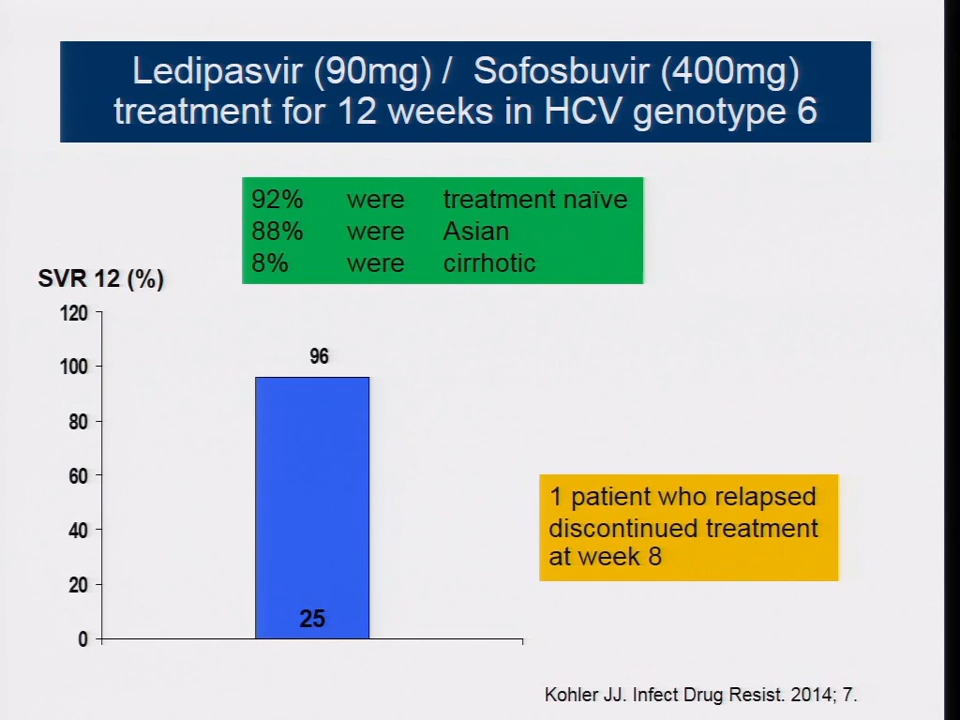 Ledipasvir (90mg) / Sofosbuvir (400mg)
treatment for 12 weeks in HCV genotype 6
92% were treatment naïve
88% were Asian
8% were cirrhotic
SVR 12 (%)
120
100
80
60
40
20
0
96
25
1 patient who relapsed
discontinued treatment
at week 8
Kohler JJ. Infect Drug Resist. 2014; 7.